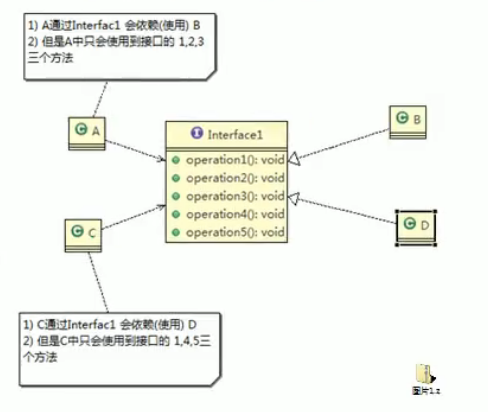 1) A通过Interfac1 会依赖(使用) B
2) 但是A中只会使用到接口的 1,2,3
三个方法
A
Interface1
B
operation1(): void
operation2(): void
operation3(): void
operation4(): void
operation5(): void
C
D
1) C通过Interfac1 会依赖(使用) D
2) 但是C中只会使用到接口的 1,4,5三
个方法
图片1.z